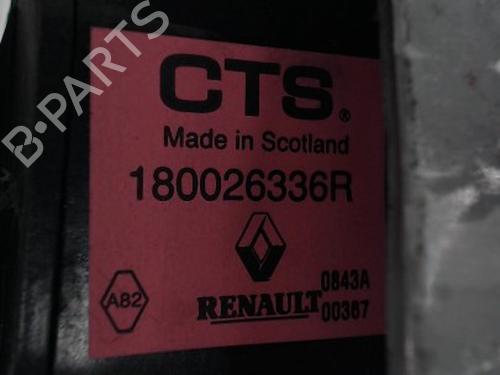 B-PARTS
CTS®
Made in Scotland
180026336R
A82
RENAULT
0843A
00367